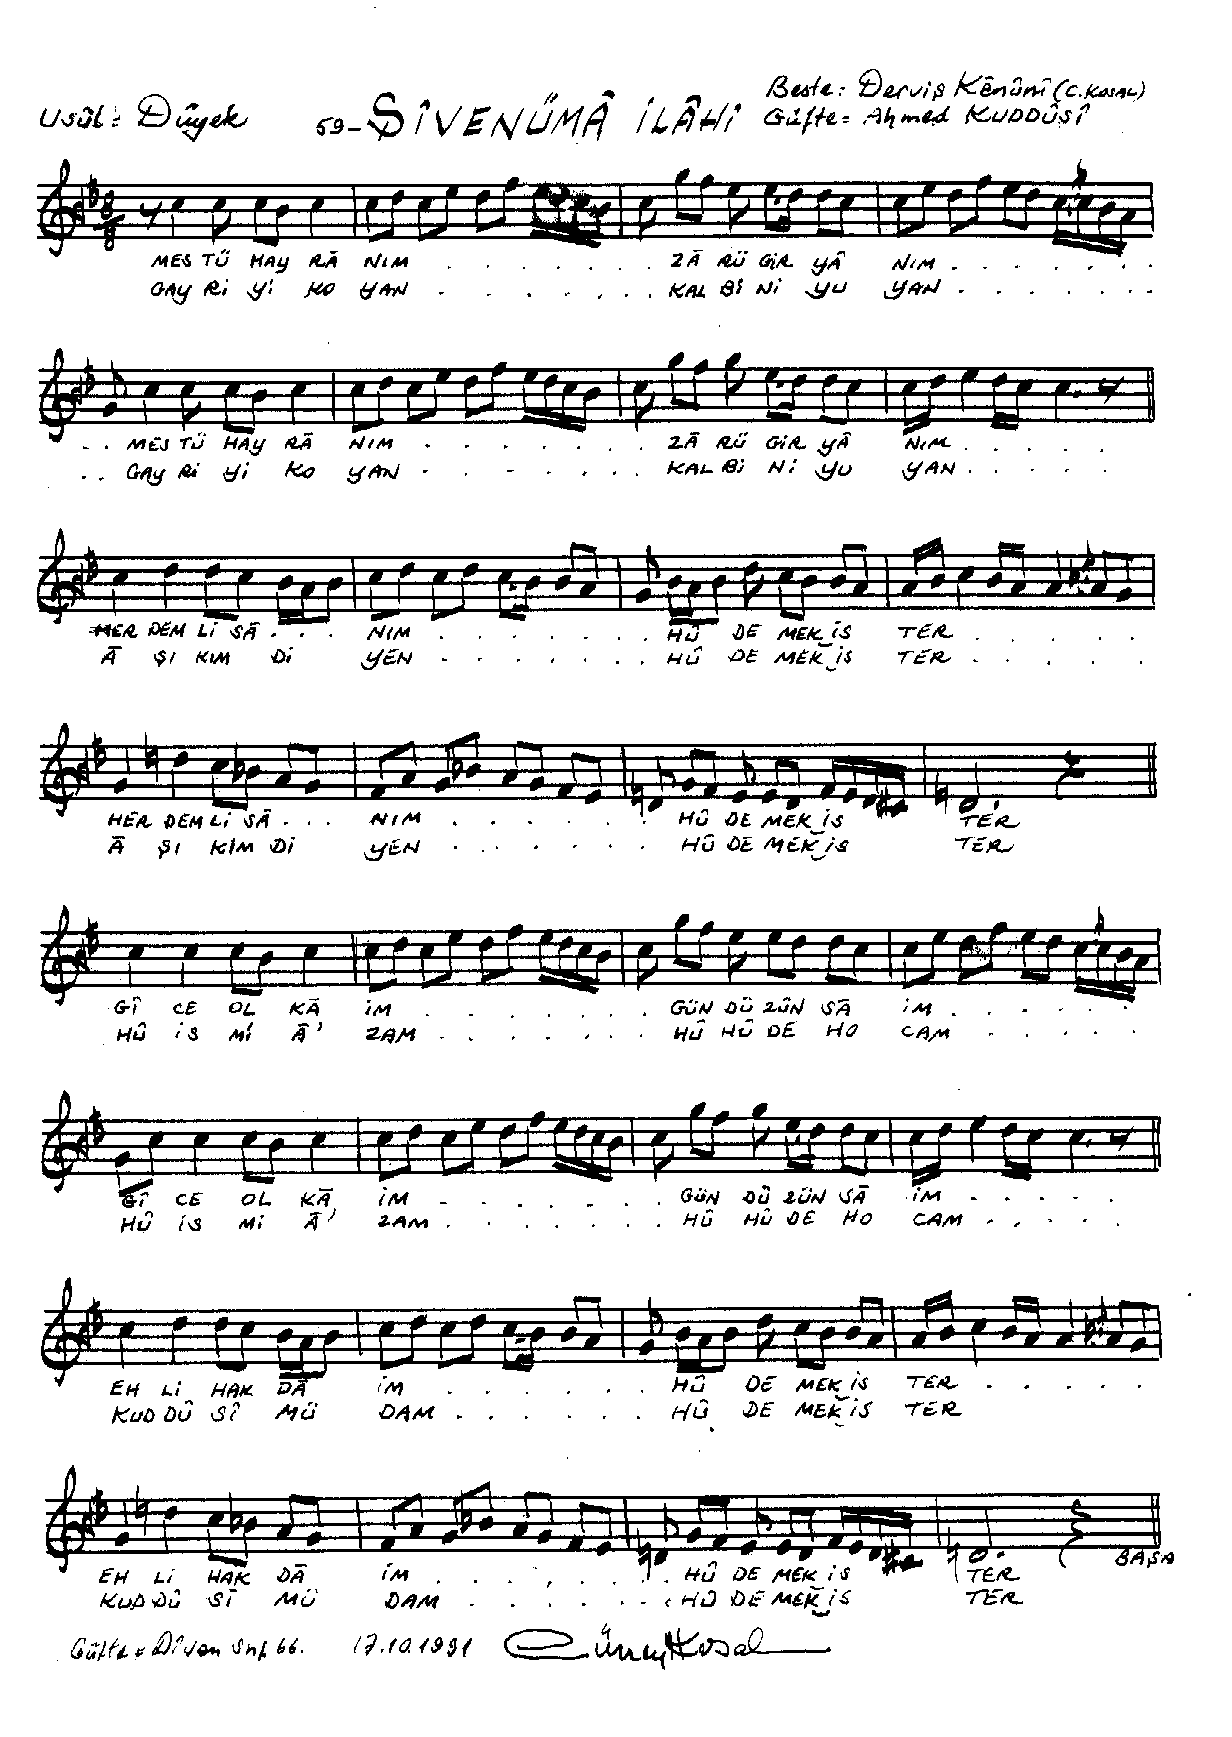 Usûl : Düyek
59- ŞÎVENÜMÂ İLÂHİ
Beste : Derviş Kênûnî (C. KOSAL)
Güfte : Ahmed KUDDÛSÎ
8
8
MES TÜ HAY RÂ NIM . . . . . . ZÂ RÜ GİR YÂ NIM . . . . . . .
GAY Rİ Yİ KO YAN . . . . . . . KAL Bİ Nİ YU YAN . . . . . . .
. . MES TÜ HAY RÂ NIM . . . . . . ZÂ RÜ GİR YÂ NIM . . . .
. . GAY Rİ Yİ KO YAN . . . . . . . KAL Bİ Nİ YU YAN . . . . .
HER DEM Lİ SÂ . . . NIM . . . . . . HÛ DE MEK İS TER . . . . .
Â ŞI KIM Dİ YEN . . . . . . HÛ DE MEK İS TER . . . . .
HER DEM Lİ SÂ . . . NIM . . . . . . HÛ DE MEK İS TER
Â ŞI KIM Dİ YEN . . . . . . HÛ DE MEK İS TER
GÎ CE OL KÂ İM . . . . . . . GÜN DÜ ZÜN SÂ İM . . . . . .
HÛ İS Mİ Â' ZAM . . . . . . HÛ HÛ DE HO CAM . . . . .
GÎ CE OL KÂ İM . . . . . . . GÜN DÜ ZÜN SÂ İM . . . . .
HÛ İS Mİ Â' ZAM . . . . . . HÛ HÛ DE HO CAM . . . . .
EH Lİ HAK DÂ İM . . . . . . HÛ DE MEK İS TER . . . . .
KUD DÛ SÎ MÜ DAM . . . . . . HÛ DE MEK İS TER
EH Lİ HAK DÂ İM . . . . . . HÛ DE MEK İS TER
BAŞA
KUD DÛ SÎ MÜ DAM . . . . . . HÛ DE MEK İS TER
Güfte : Dîvan Shf 66. 17.10.1991 Cüney Kosal